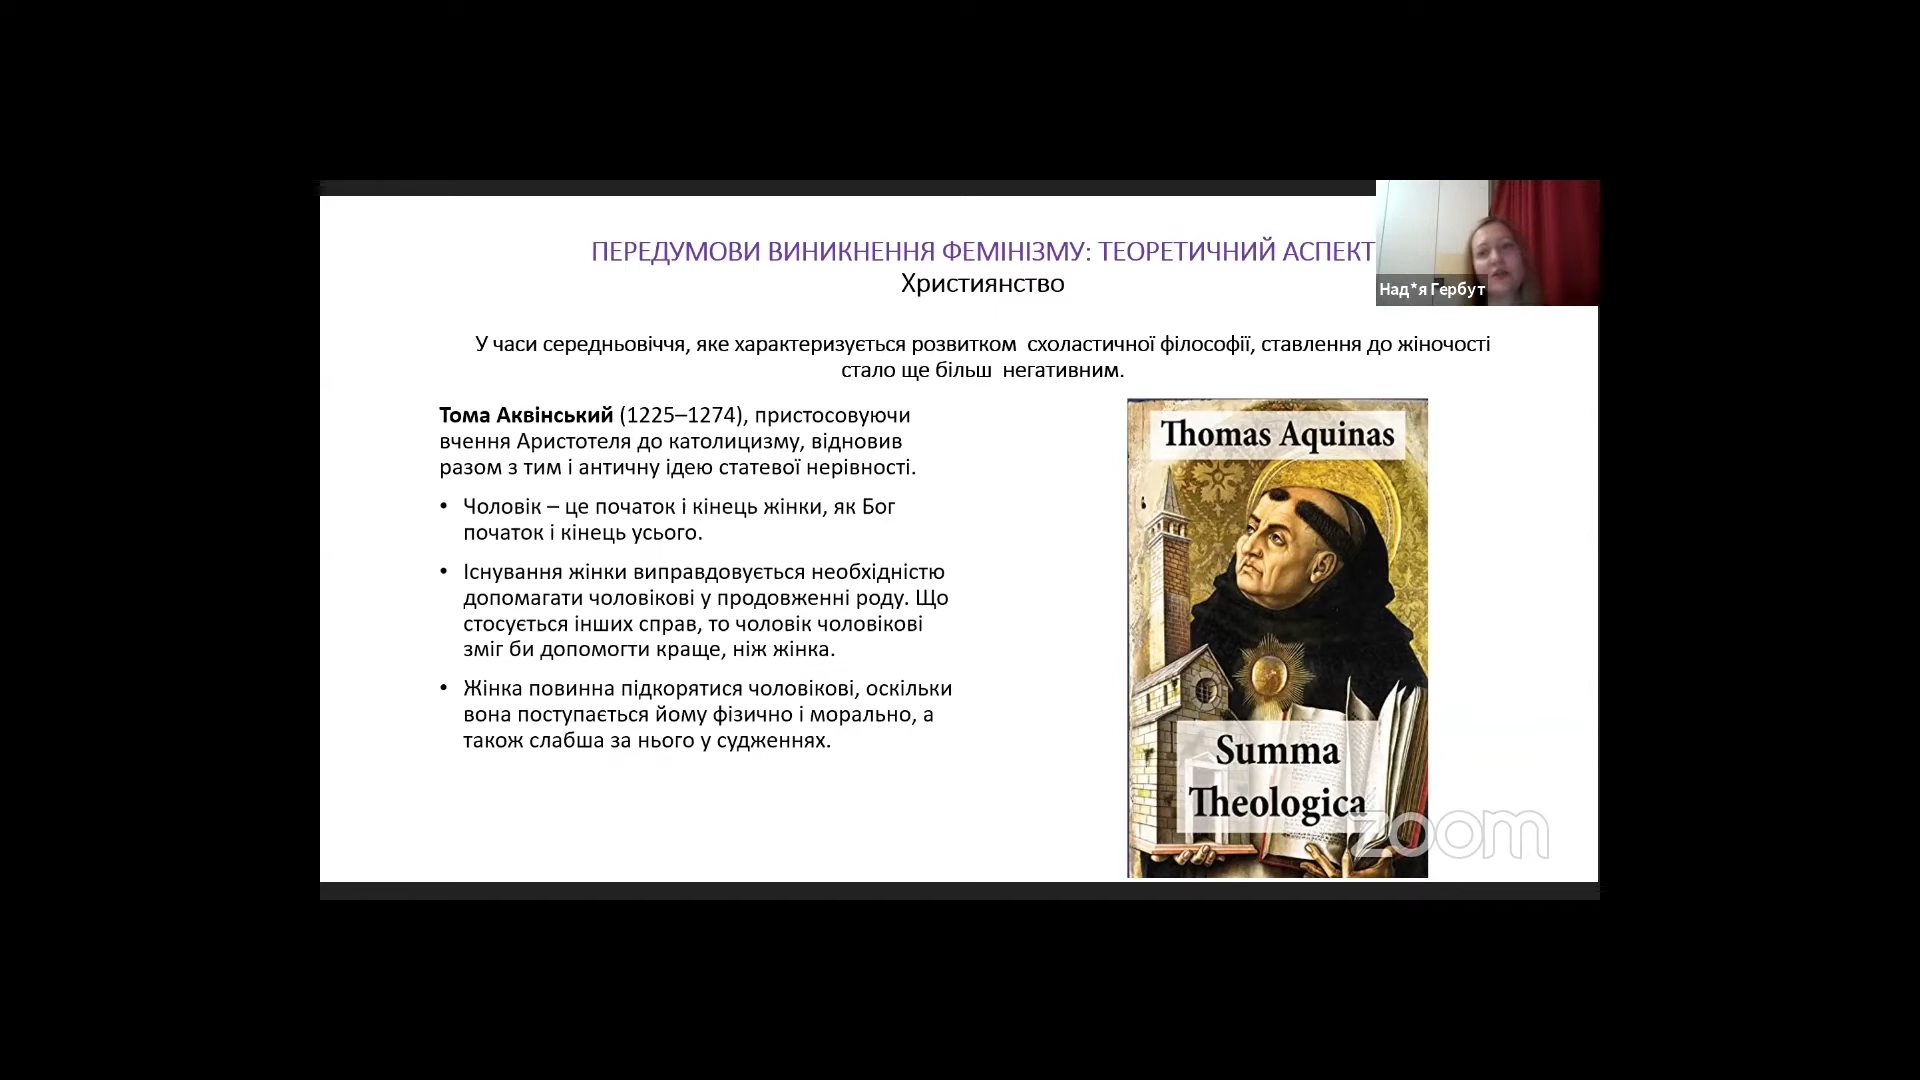 ПЕРЕДУМОВИ ВИНИКНЕННЯ ФЕМІНІЗМУ: ТЕОРЕТИЧНИЙ АСПЕКТ
Християнство
Над*я Гербут
У часи середньовіччя, яке характеризується розвитком схоластичної філософії, ставлення до жіночості
стало ще більш негативним.
Тома Аквінський (1225–1274), пристосовуючи
вчення Аристотеля до католицизму, відновив
разом з тим і античну ідею статевої нерівності.
• Чоловік – це початок і кінець жінки, як Бог
початок і кінець усього.
• Існування жінки виправдовується необхідністю
допомагати чоловікові у продовженні роду. Що
стосується інших справ, то чоловік чоловікові
зміг би допомогти краще, ніж жінка.
• Жінка повинна підкорятися чоловікові, оскільки
вона поступається йому фізично і морально, а
також слабша за нього у судженнях.
Thomas Aquinas
Summa
Theologica
zoom